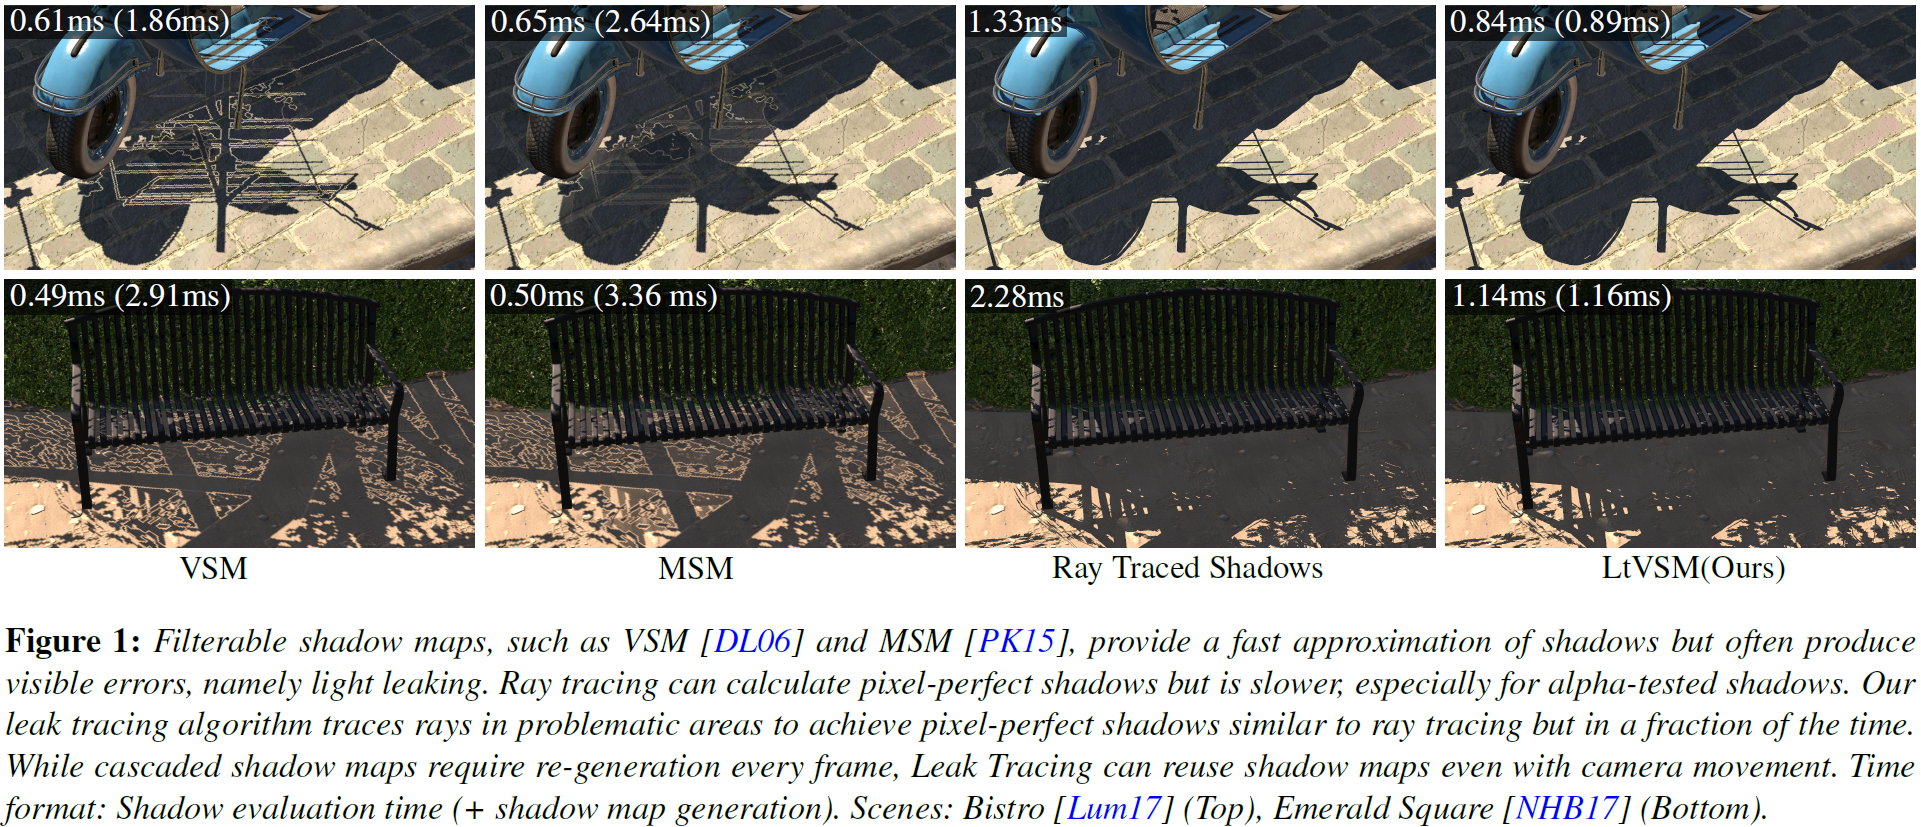 0.61ms (1.86ms)
0.65ms (2.64ms)
1.33ms
0.84ms (0.89ms)
0.49ms (2.91ms)
0.50ms (3.36 ms)
2.28ms
1.14ms (1.16ms)
VSM
MSM
Ray Traced Shadows
LtVSM(Ours)
Figure 1: Filterable shadow maps, such as VSM [DL06] and MSM [PK15], provide a fast approximation of shadows but often produce
visible errors, namely light leaking. Ray tracing can calculate pixel-perfect shadows but is slower, especially for alpha-tested shadows. Our
leak tracing algorithm traces rays in problematic areas to achieve pixel-perfect shadows similar to ray tracing but in a fraction of the time.
While cascaded shadow maps require re-generation every frame, Leak Tracing can reuse shadow maps even with camera movement. Time
format: Shadow evaluation time (+ shadow map generation). Scenes: Bistro [Lum17] (Top), Emerald Square [NHB17] (Bottom).